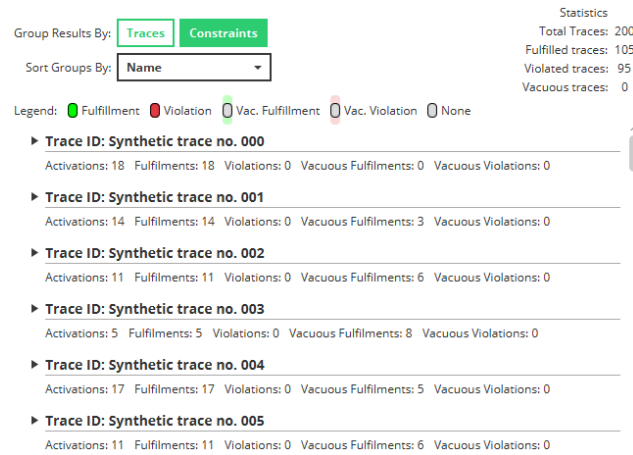 Statistics
Group Results By: Traces Constraints
Total Traces: 200
Fulfilled traces: 105
Sort Groups By: Name
Violated traces: 95
Vacuous traces: 0
Legend: Fulfillment Violation Vac. Fulfillment Vac. Violation None
Trace ID: Synthetic trace no. 000
Activations: 18 Fulfilments: 18 Violations: 0 Vacuous Fulfilments: 0 Vacuous Violations: 0
Trace ID: Synthetic trace no. 001
Activations: 14 Fulfilments: 14 Violations: 0 Vacuous Fulfilments: 3 Vacuous Violations: 0
Trace ID: Synthetic trace no. 002
Activations: 11 Fulfilments: 11 Violations: 0 Vacuous Fulfilments: 6 Vacuous Violations: 0
Trace ID: Synthetic trace no. 003
Activations: 5 Fulfilments: 5 Violations: 0 Vacuous Fulfilments: 8 Vacuous Violations: 0
Trace ID: Synthetic trace no. 004
Activations: 17 Fulfilments: 17 Violations: 0 Vacuous Fulfilments: 5 Vacuous Violations: 0
Trace ID: Synthetic trace no. 005
Activations: 11 Fulfilments: 11 Violations: 0 Vacuous Fulfilments: 6 Vacuous Violations: 0